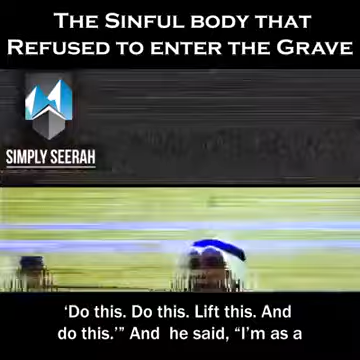 THE SINFUL BODY THAT
REFUSED TO ENTER THE GRAVE
SIMPLY SEERAH
‘Do this. Do this. Lift this. And
do this.’” And he said, “I’m as a